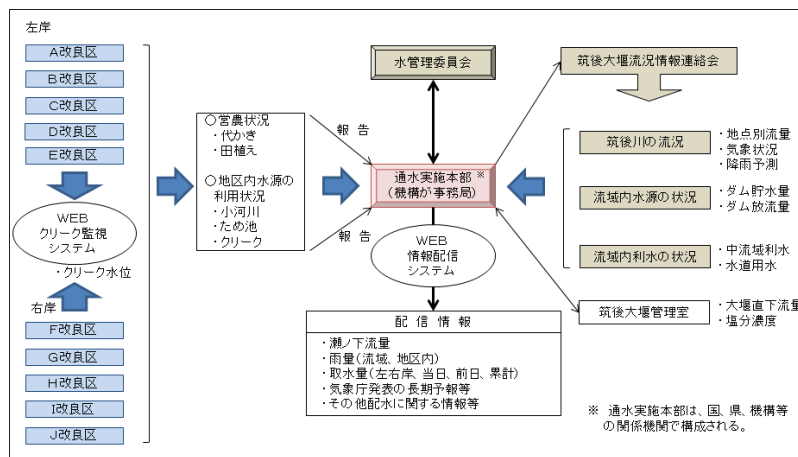 左岸
A改良区
B改良区
C改良区
D改良区
E改良区
WEB
クリーク監視
システム
・クリーク水位
右岸
F改良区
G改良区
H改良区
I改良区
J改良区
○営農状況
・代かき
・田植え
○地区内水源の
利用状況
・小河川
・ため池
・クリーク
報 告
報 告
水管理委員会
通水実施本部 ※
(機構が事務局)
WEB
情報配信
システム
配 信 情 報
・瀬ノ下流量
・雨量(流域、地区内)
・取水量(左右岸、当日、前日、累計)
・気象庁発表の長期予報等
・その他配水に関する情報等
筑後大堰流況情報連絡会
筑後川の流況
・地点別流量
・気象状況
・降雨予測
流域内水源の状況
・ダム貯水量
・ダム放流量
流域内利水の状況
・中流域利水
・水道用水
筑後大堰管理室
・大堰直下流量
・塩分濃度
※ 通水実施本部は、国、県、機構等
の関係機関で構成される。